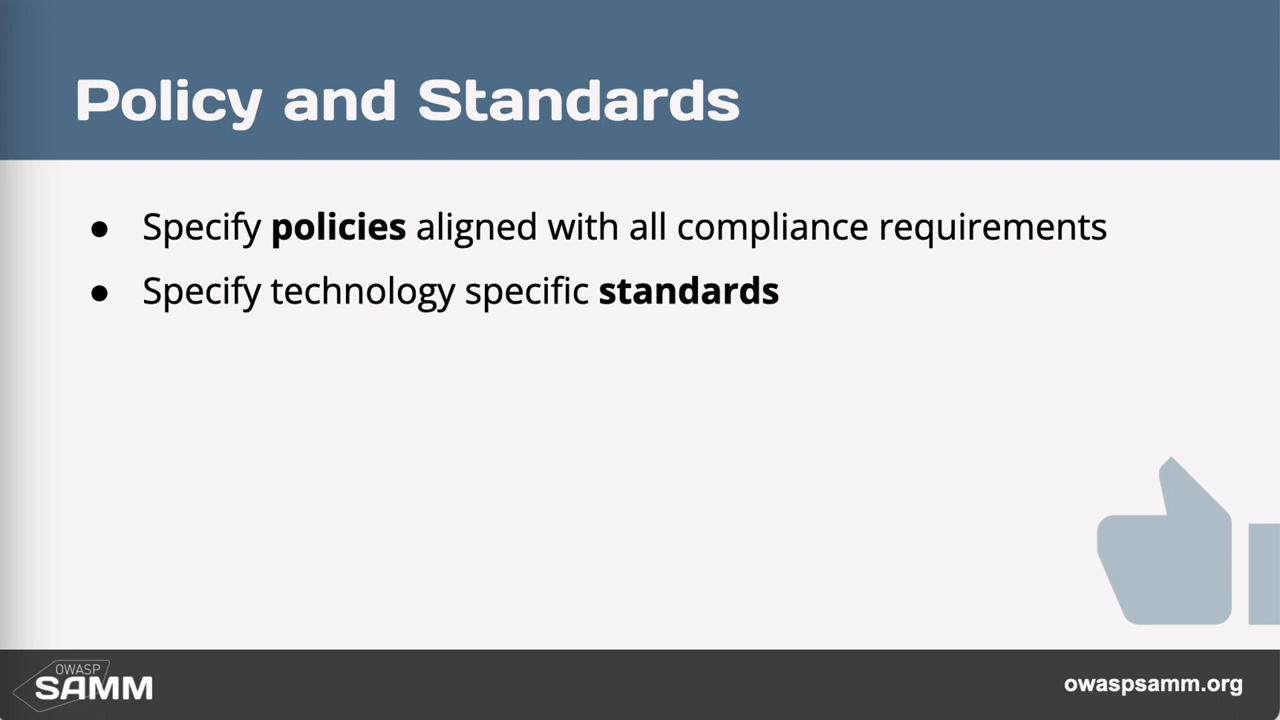 Policy and Standards
● Specify policies aligned with all compliance requirements
● Specify technology specific standards
OWASP
SAMM
owaspsamm.org